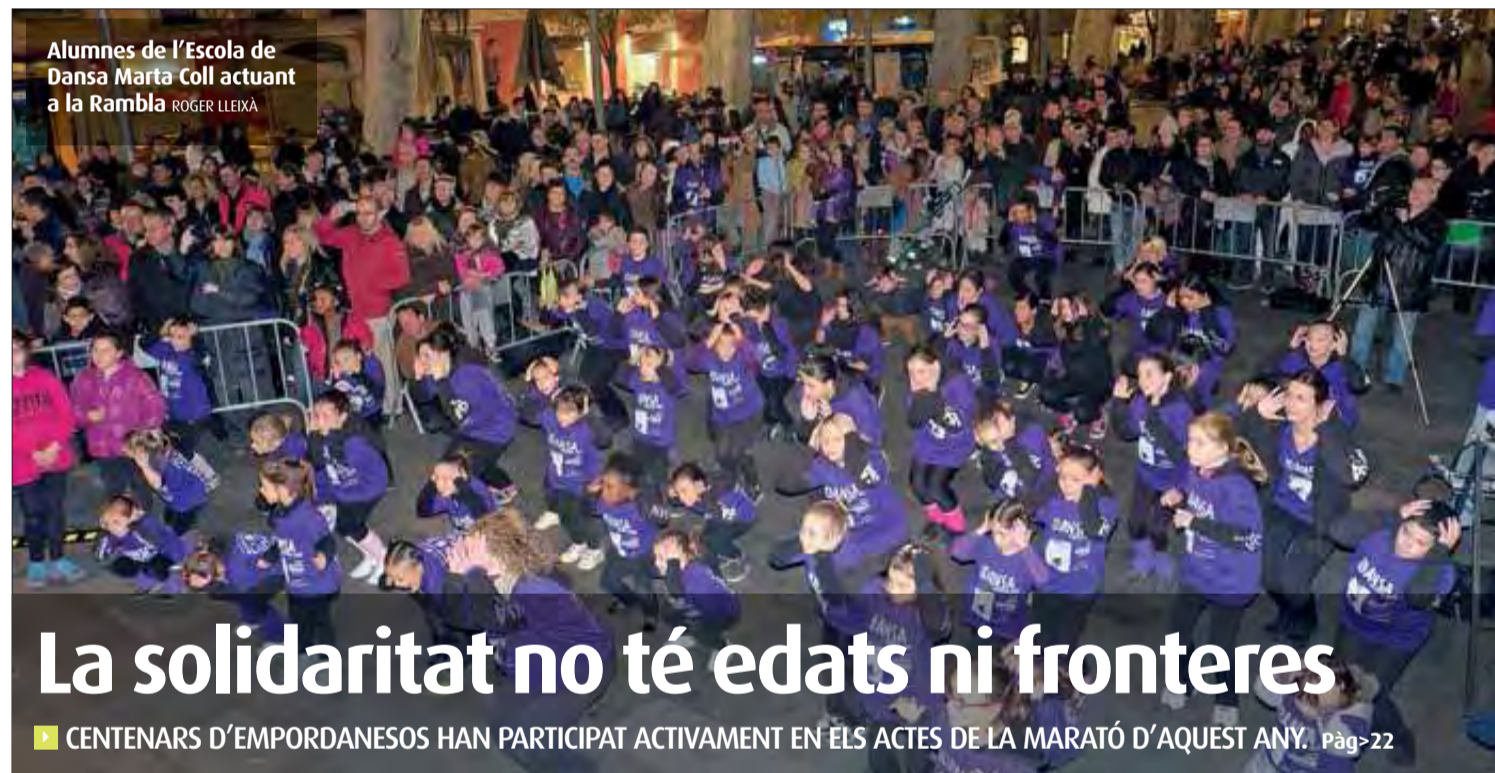 Alumnes de l'Escola de
Dansa Marta Coll actuant
a la Rambla ROGER LLEIXÀ
DANSA
La solidaritat no té edats ni fronteres
CENTENARS D'EMPORDANESOS HAN PARTICIPAT ACTIVAMENT EN ELS ACTES DE LA MARATÓ D'AQUEST ANY. Pàg>22